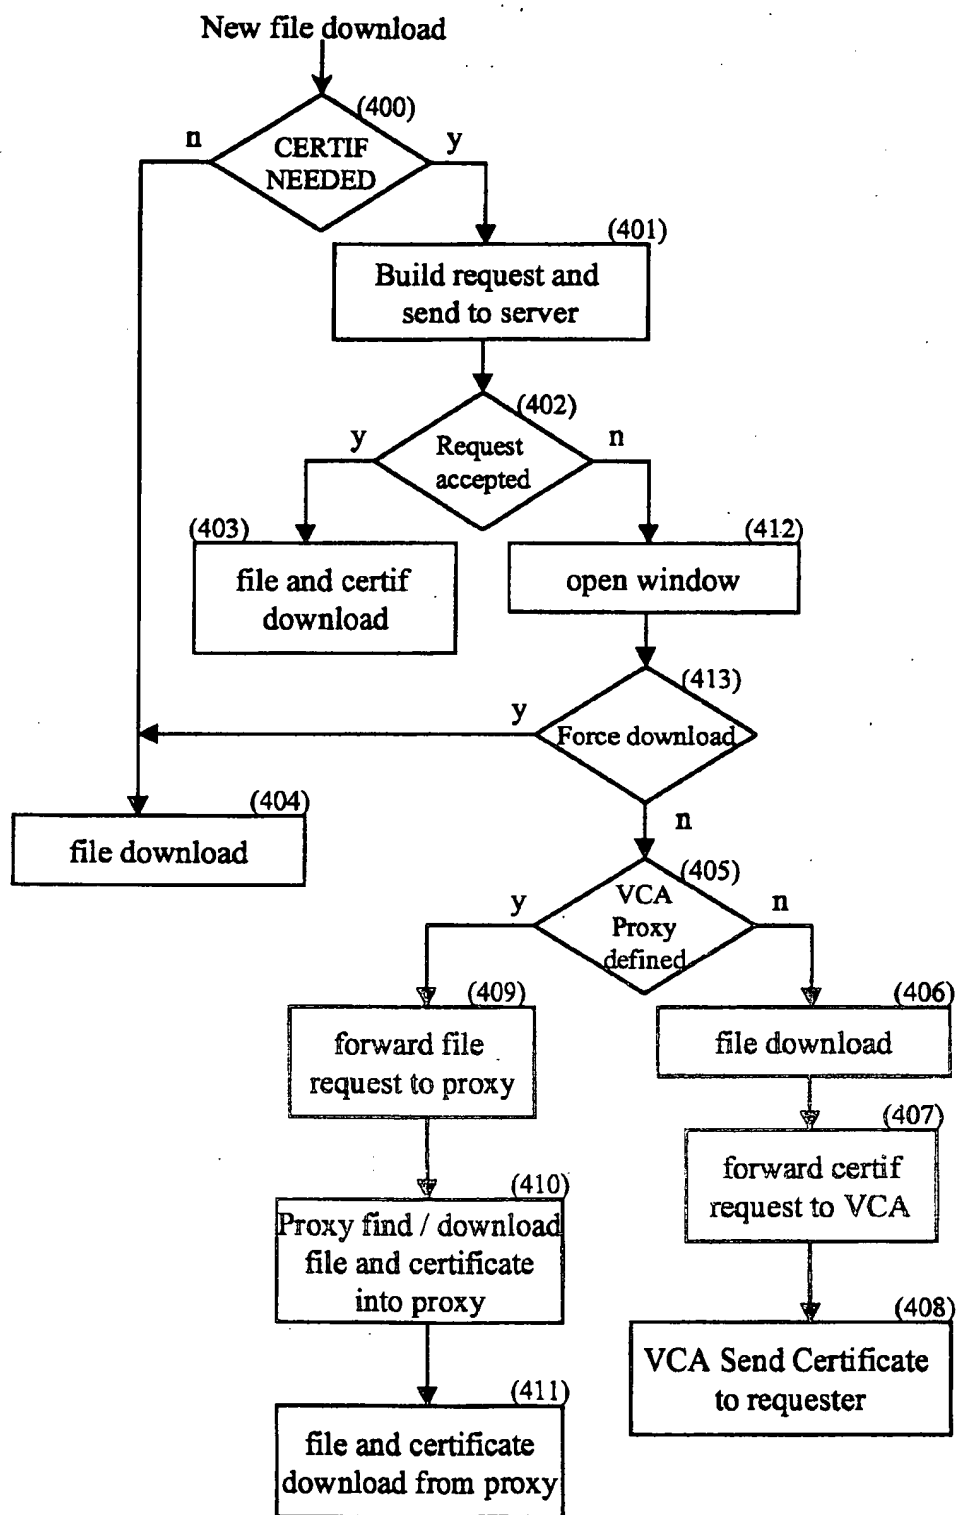 New file download
(400)
n
y
CERTIF
NEEDED
(401)
Build request and
send to server
(402)
y
n
Request
accepted
(403)
(412)
file and certif
download
open window
(413)
y
Force download
n
(404)
file download
(405)
y
n
VCA
Proxy
defined
(409)
(406)
forward file
request to proxy
file download
(407)
forward certif
request to VCA
(410)
Proxy find / download
file and certificate
into proxy
(408)
VCA Send Certificate
to requester
(411)
file and certificate
download from proxy